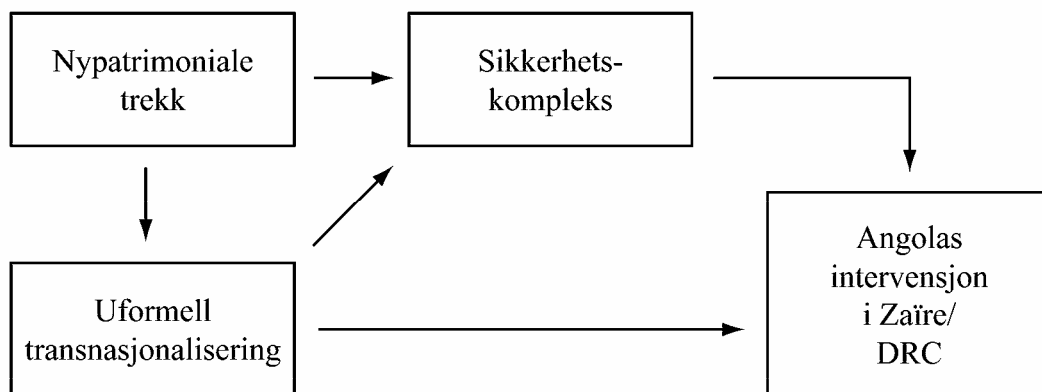 Nypatrimoniale
trekk
Sikkerhets-
kompleks
Uformell
transnasjonalisering
Angolas
intervensjon
i Zaïre/
DRC